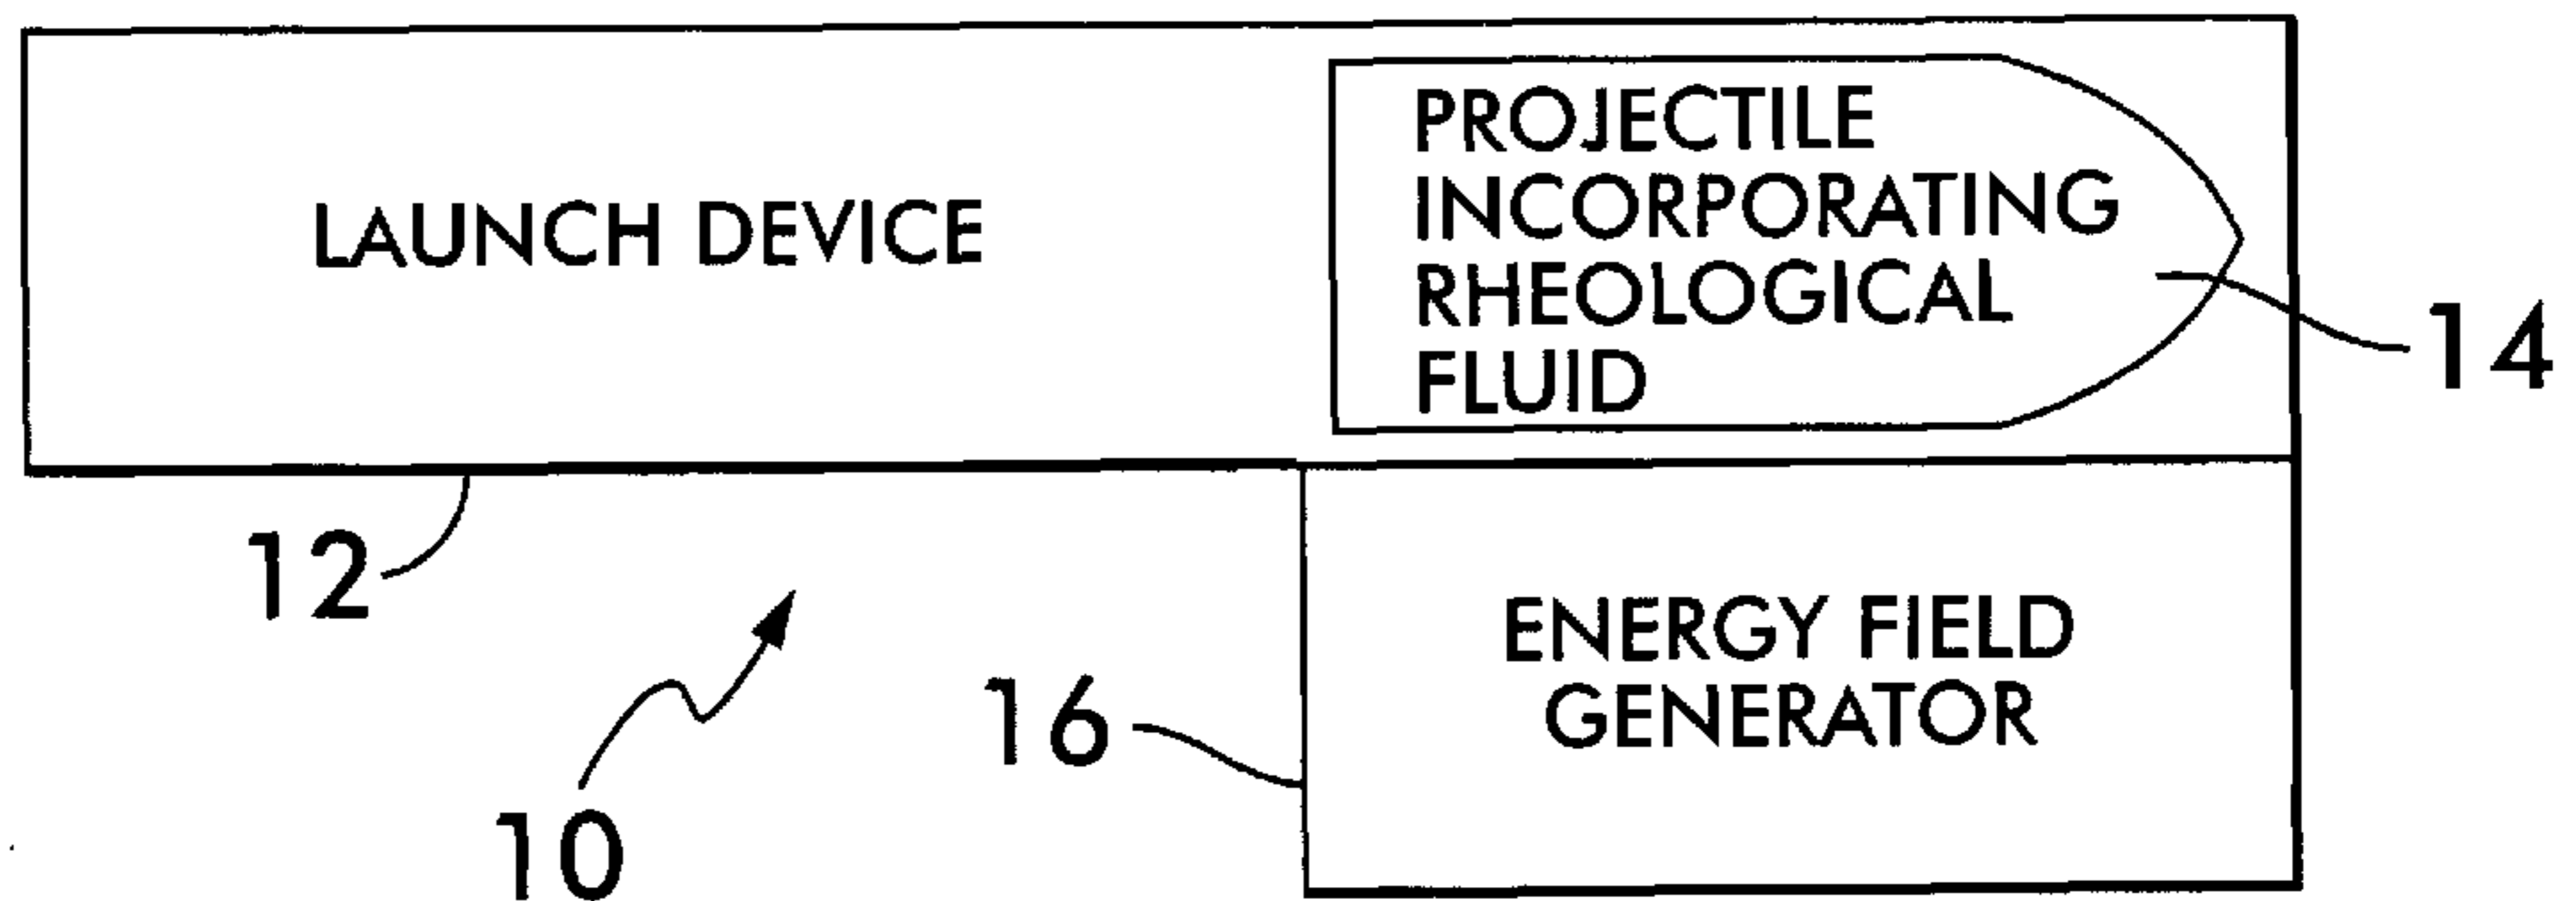 LAUNCH DEVICE
PROJECTILE
INCORPORATING
RHEOLOGICAL
FLUID
14
12
10
16
ENERGY FIELD
GENERATOR